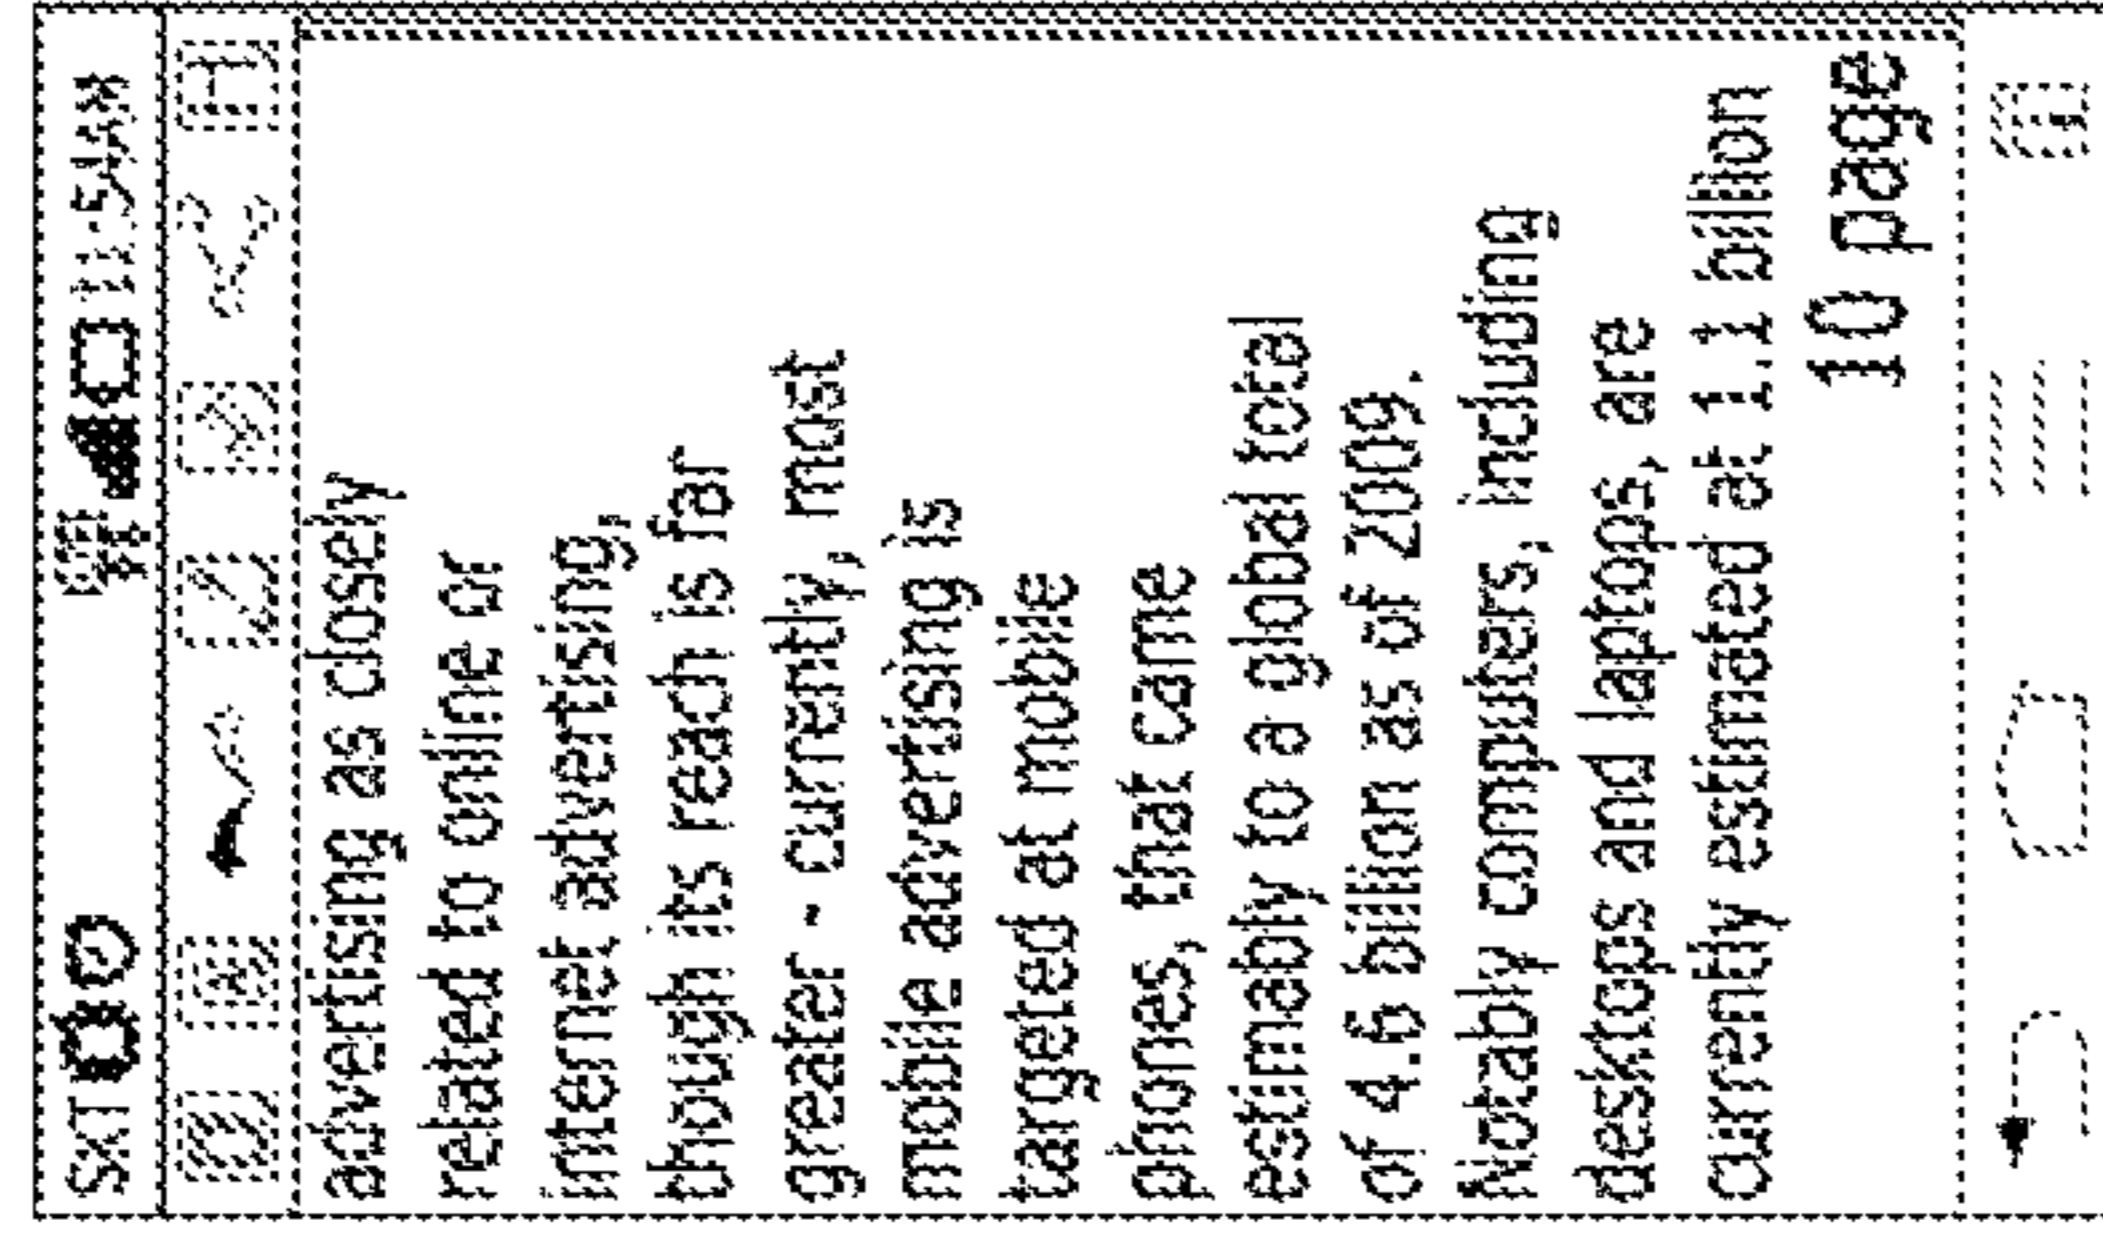 SKT 11:51AM
advertising as closely
related to online or
internet advertising,
though its reach is far
greater - currently, most
mobile advertising is
targeted at mobile
phones, that came
estimably to a global total
of 4.6 billion as of 2009.
Notably computers, including
desktops and laptops, are
currently estimated at 1.1 billion
10 page